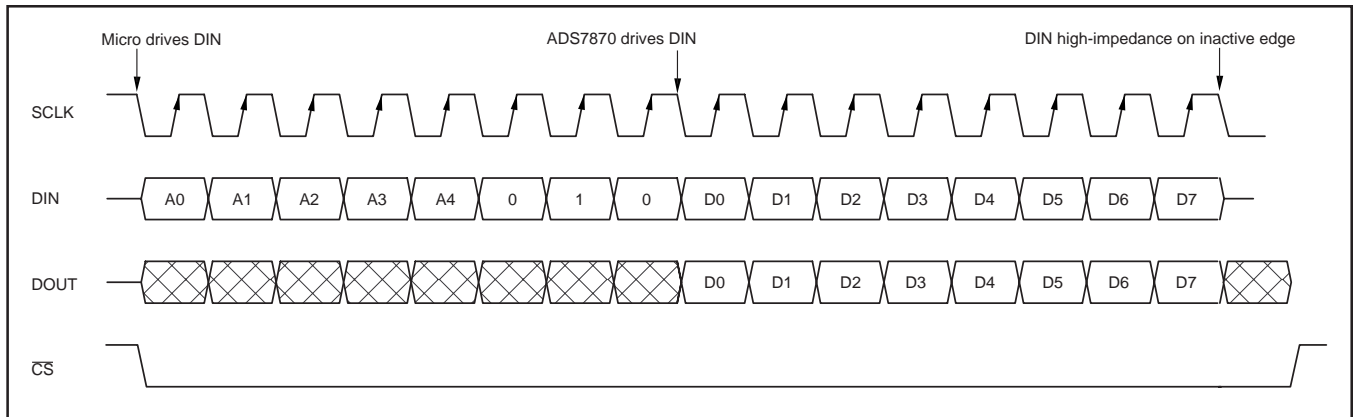 Micro drives DIN
ADS7870 drives DIN
DIN high-impedance on inactive edge
SCLK
DIN
A0 A1 A2 A3 A4 0 1 0 D0 D1 D2 D3 D4 D5 D6 D7
DOUT
D0 D1 D2 D3 D4 D5 D6 D7
C̅S̅